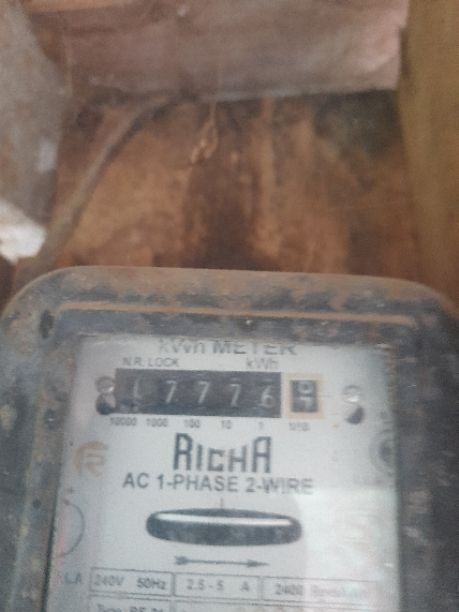 kWh METER
N.R. LOCK kWh
7776
10000 1000 100 10 1 1/10
RICHA
AC 1-PHASE 2-WIRE
240V 50Hz 2.5 - 5 A 2400